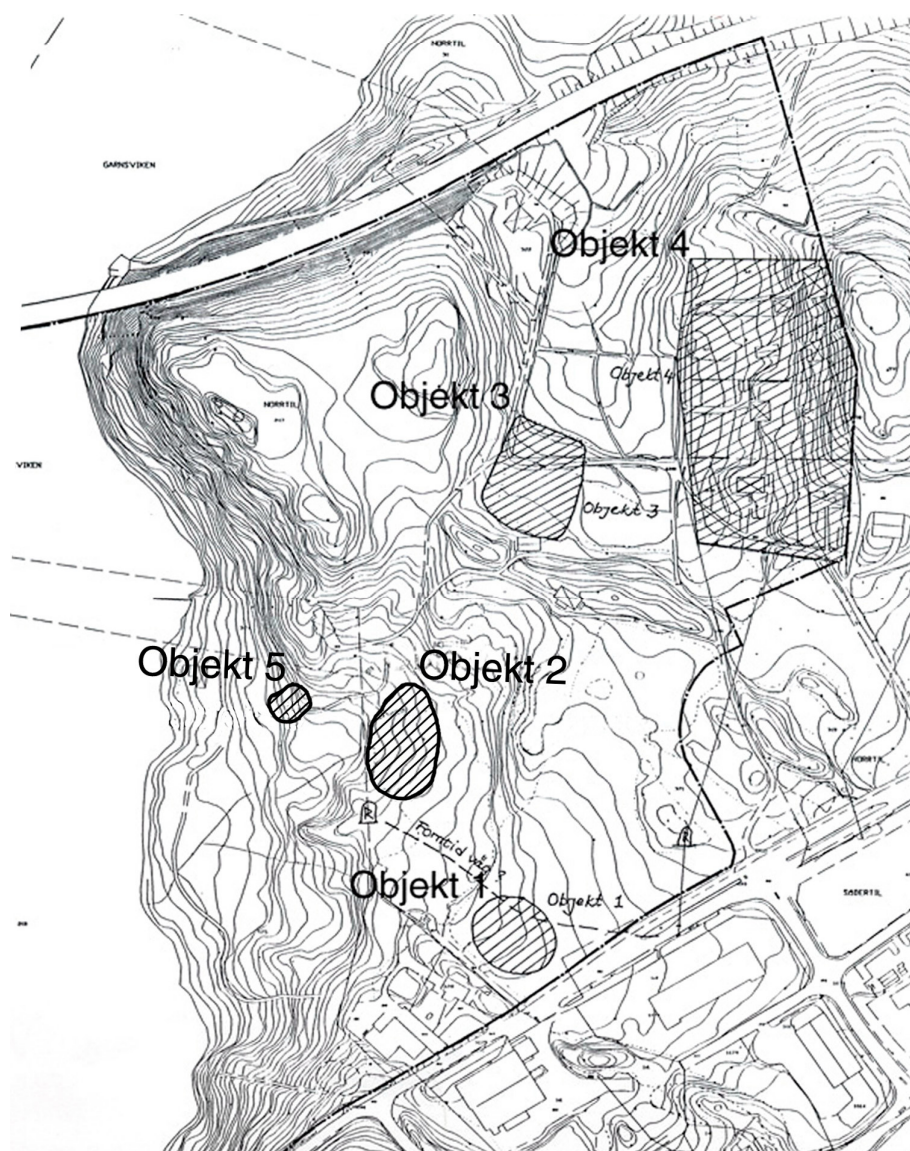 NORRTIL
GARNSVIKEN
Objekt 4
Objekt 4
Objekt 3
NORRTIL
VIKEN
Objekt 3
Objekt 5
Objekt 2
NORRTIL
R
R
Forntid väg ?
Objekt 1
Objekt 1
SÖDERTIL